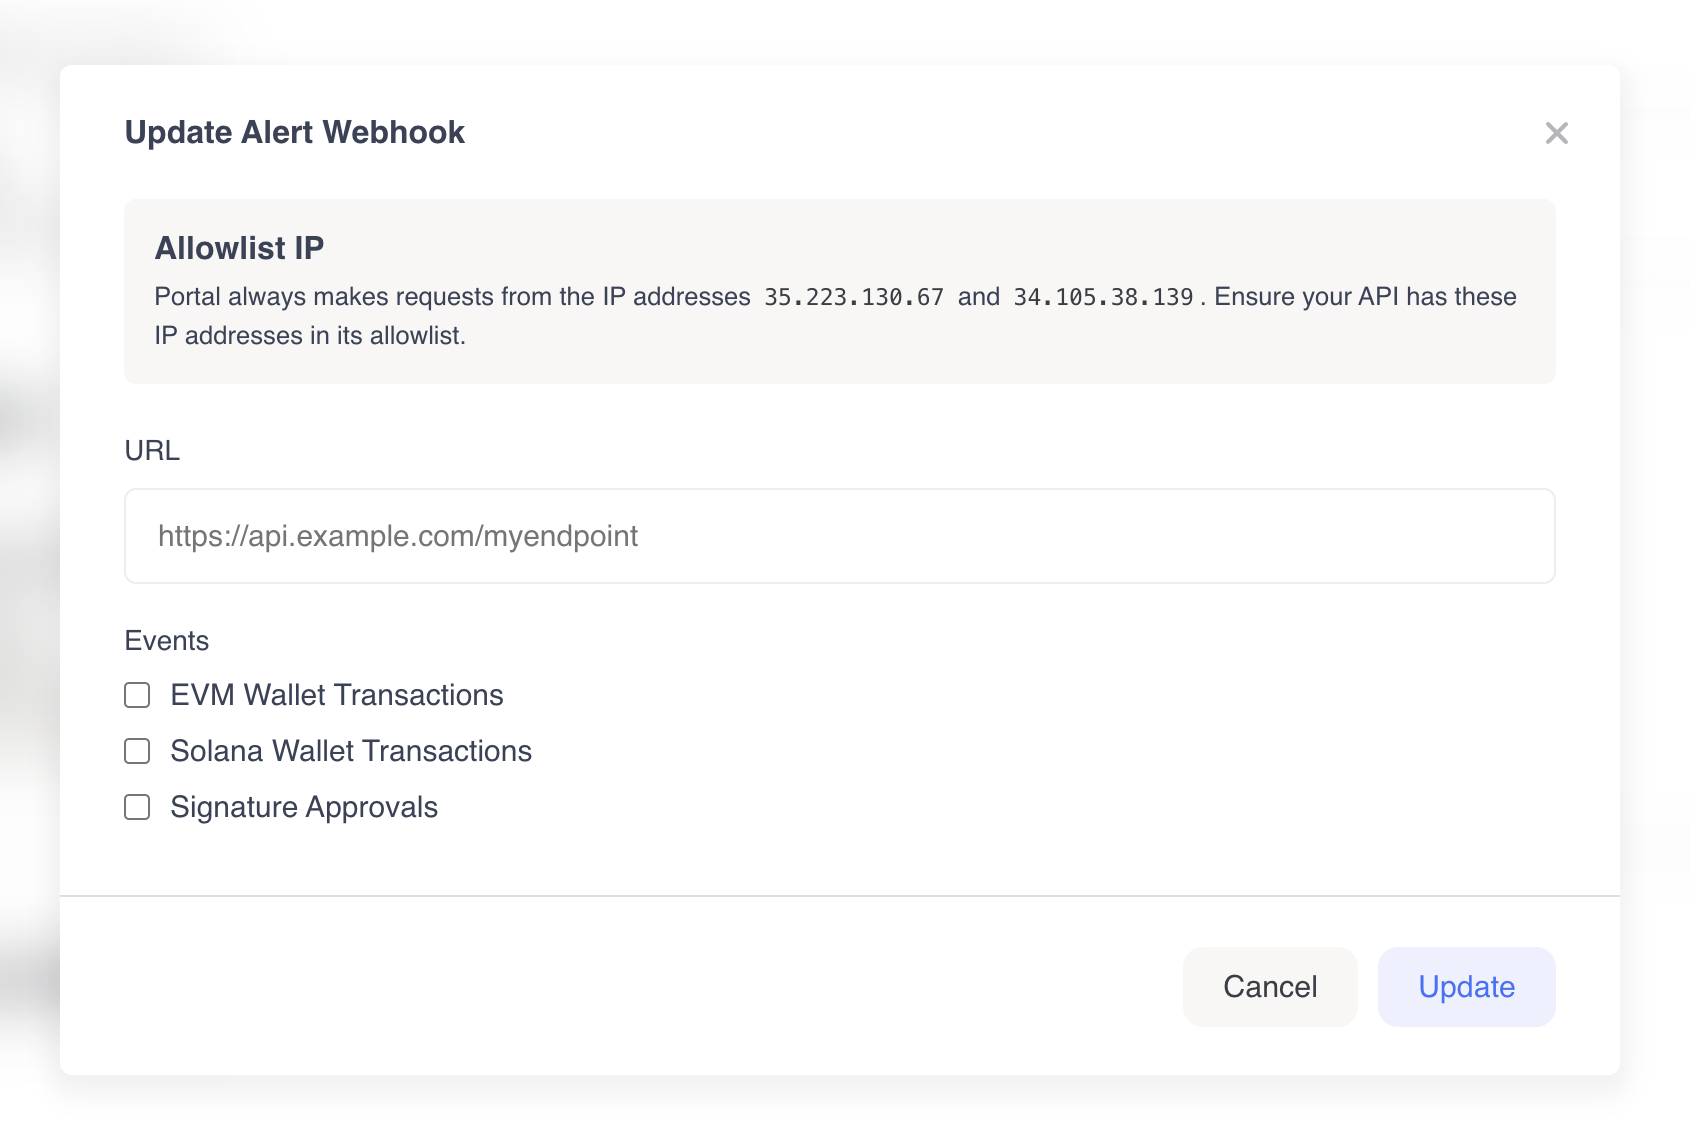 Update Alert Webhook
Allowlist IP
Portal always makes requests from the IP addresses 35.223.130.67 and 34.105.38.139. Ensure your API has these
IP addresses in its allowlist.
URL
https://api.example.com/myendpoint
Events
EVM Wallet Transactions
Solana Wallet Transactions
Signature Approvals
Cancel
Update